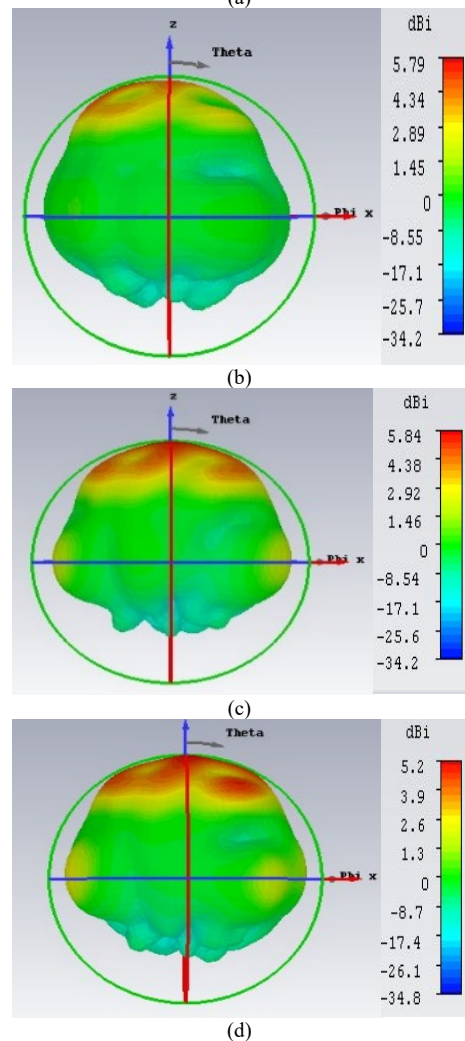 (a)
dBi
z
Theta
5.79
4.34
2.89
1.45
0
Phi x
-8.55
-17.1
-25.7
-34.2
(b)
dBi
z
Theta
5.84
4.38
2.92
1.46
0
Phi x
-8.54
-17.1
-25.6
-34.2
(c)
dBi
Theta
5.2
3.9
2.6
1.3
0
Phi x
-8.7
-17.4
-26.1
-34.8
(d)